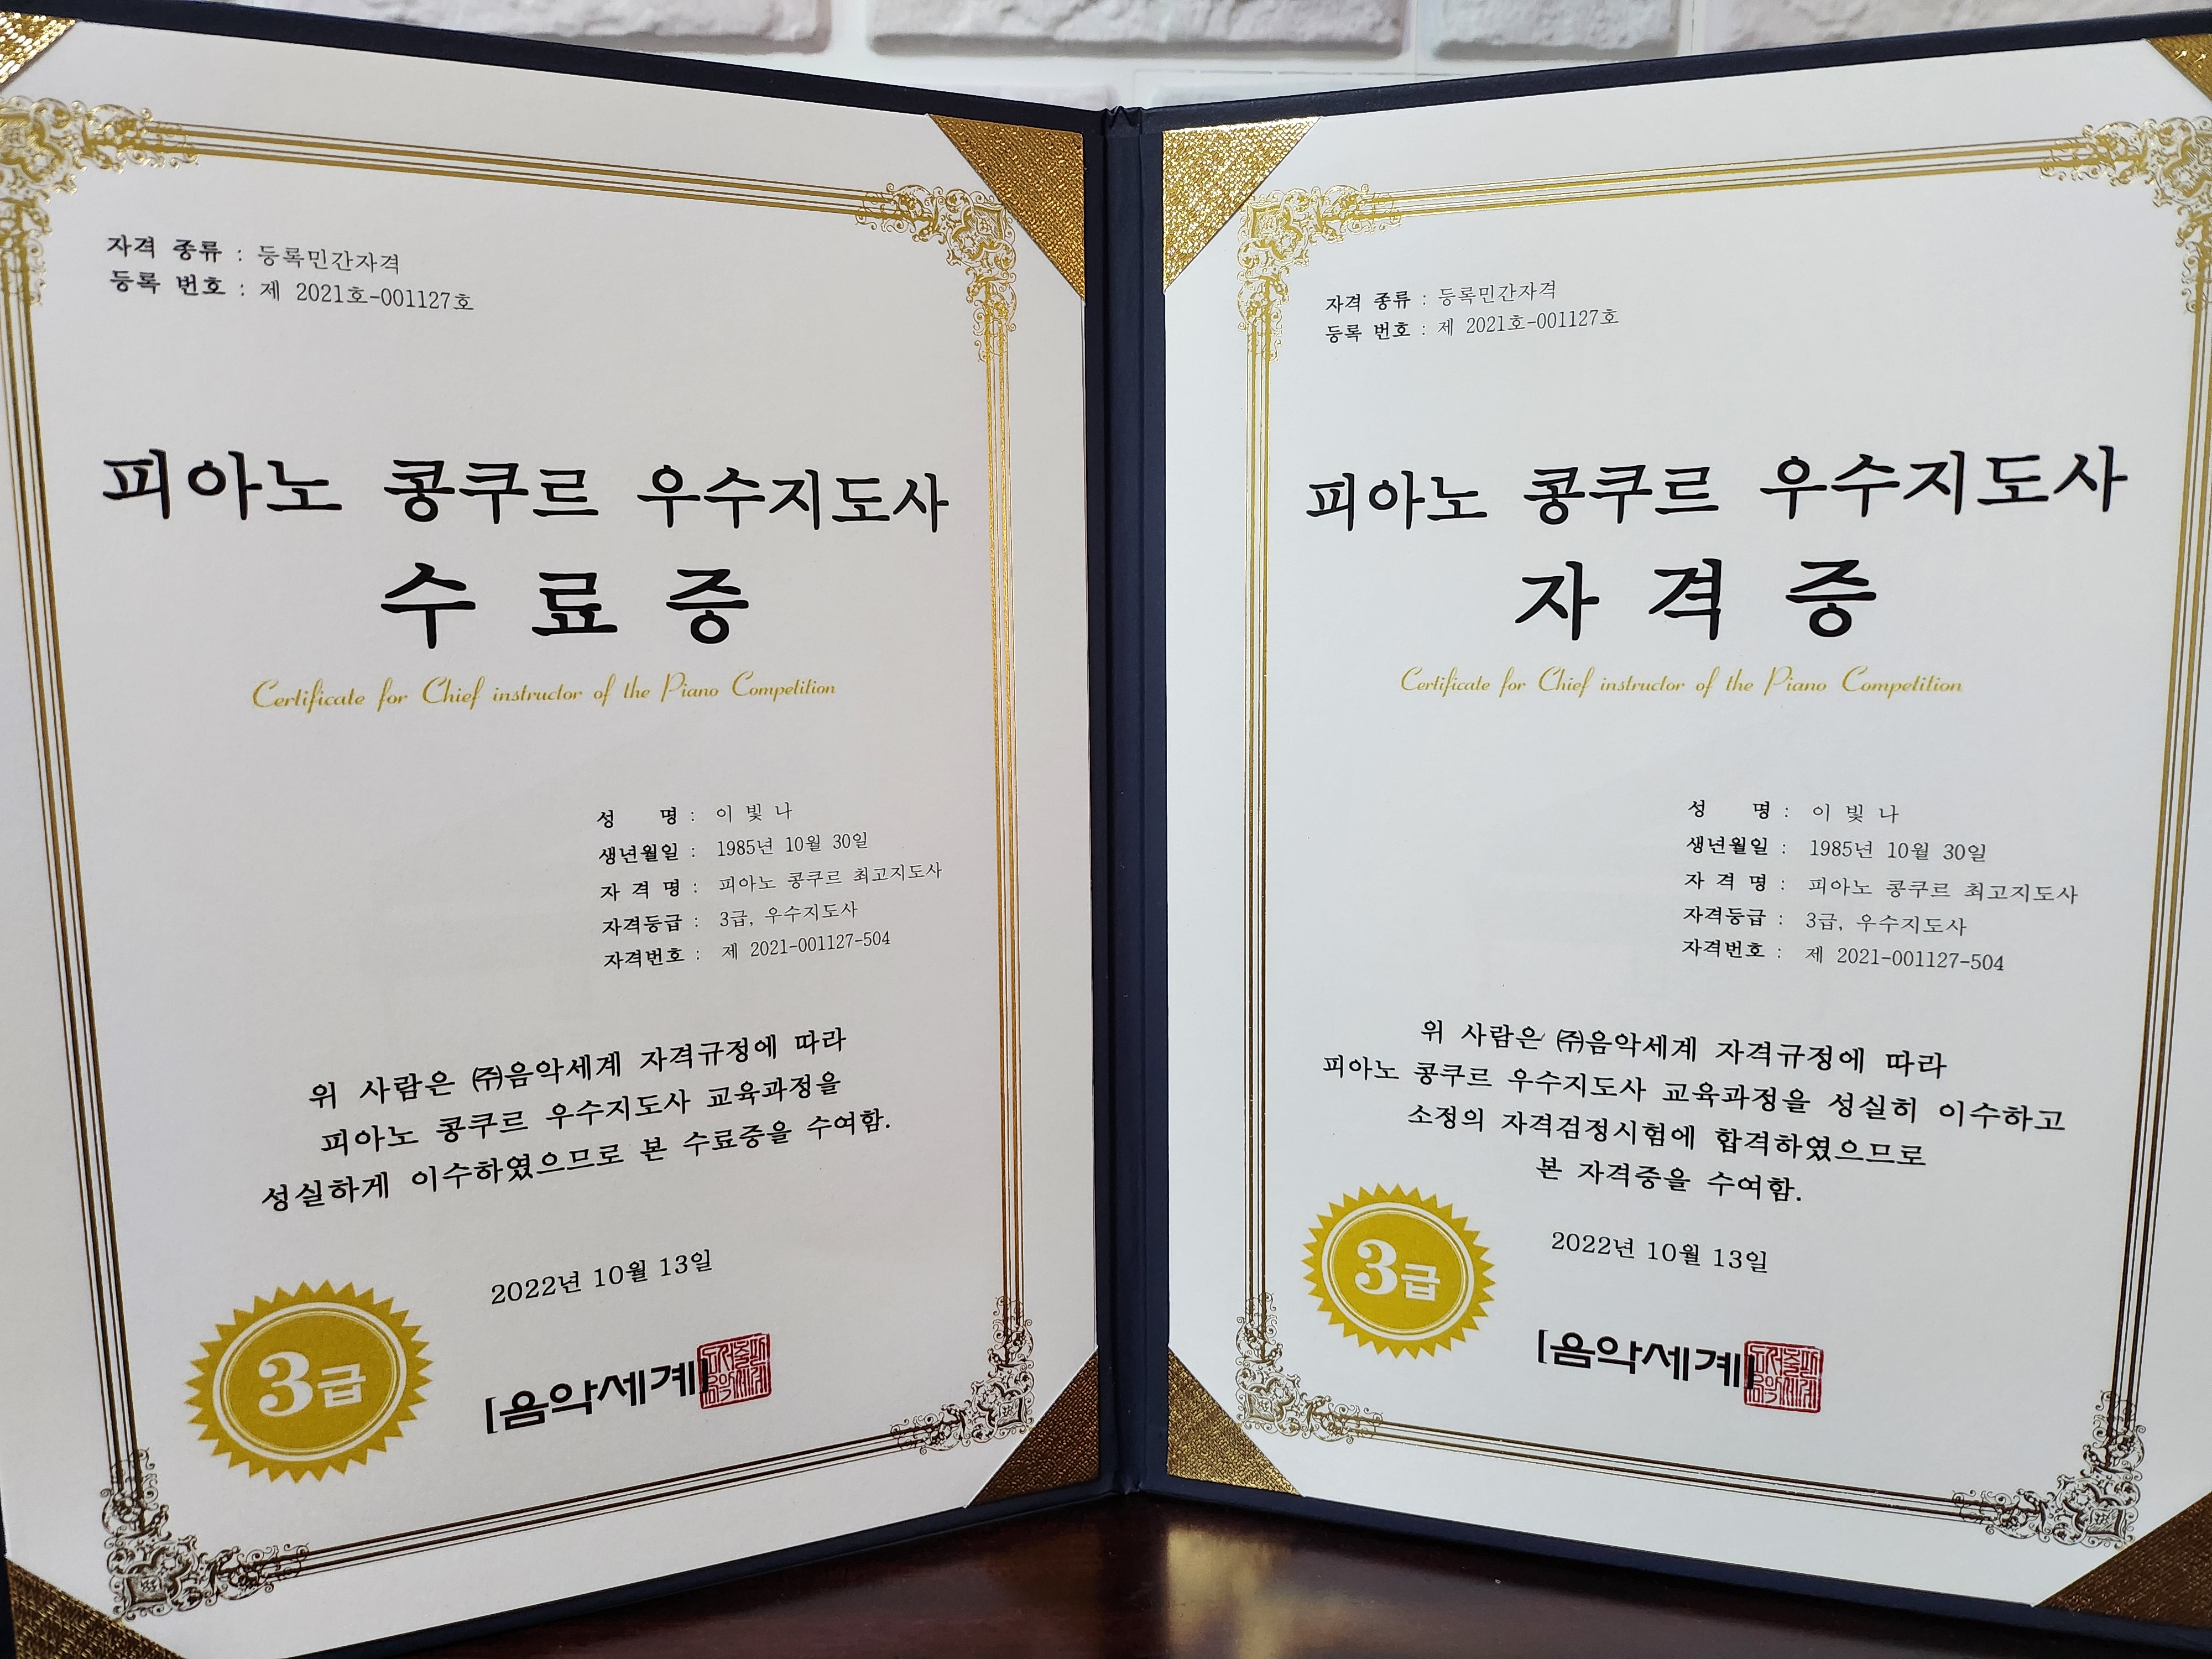 자격 종류 : 등록민간자격
등록 번호 : 제 2021호-001127호
피아노 콩쿠르 우수지도사
수 료 증
Certificate for Chief instructor of the Piano Competition
성 명 : 이 빛 나
생년월일 : 1985년 10월 30일
자 격 명 : 피아노 콩쿠르 최고지도사
자격등급 : 3급, 우수지도사
자격번호 : 제 2021-001127-504
위 사람은 ㈜음악세계 자격규정에 따라
피아노 콩쿠르 우수지도사 교육과정을
성실하게 이수하였으므로 본 수료증을 수여함.
2022년 10월 13일
3급
[음악세계]
자격 종류 : 등록민간자격
등록 번호 : 제 2021호-001127호
피아노 콩쿠르 우수지도사
자 격 증
Certificate for Chief instructor of the Piano Competition
성 명 : 이 빛 나
생년월일 : 1985년 10월 30일
자 격 명 : 피아노 콩쿠르 최고지도사
자격등급 : 3급, 우수지도사
자격번호 : 제 2021-001127-504
위 사람은 ㈜음악세계 자격규정에 따라
피아노 콩쿠르 우수지도사 교육과정을 성실히 이수하고
소정의 자격검정시험에 합격하였으므로
본 자격증을 수여함.
2022년 10월 13일
3급
[음악세계]